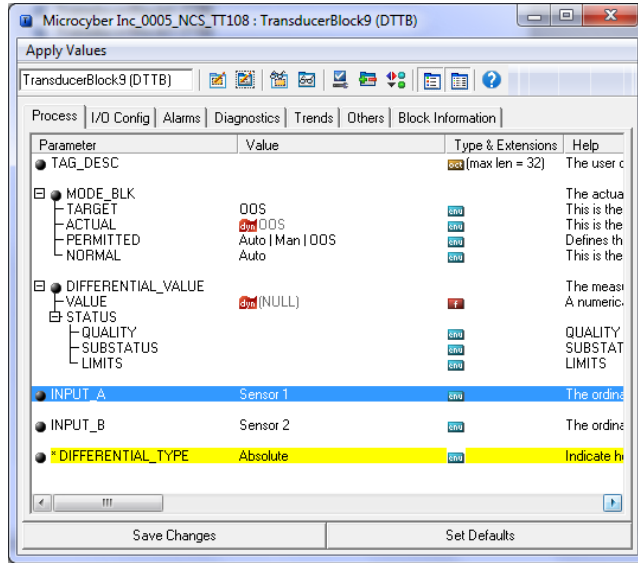 Microcyber Inc_0005_NCS_TT108 : TransducerBlock9 (DTTB)
Apply Values
TransducerBlock9 (DTTB)
Process I/O Config Alarms Diagnostics Trends Others Block Information
Parameter Value Type & Extensions Help
TAG_DESC oct (max len = 32) The user
MODE_BLK The actua
TARGET OOS enu This is the
ACTUAL dyn OOS enu This is the
PERMITTED Auto | Man | OOS enu Defines th
NORMAL Auto enu This is the
DIFFERENTIAL_VALUE The meas
VALUE dyn (NULL) f A numeric
STATUS
QUALITY enu QUALITY
SUBSTATUS enu SUBSTAT
LIMITS enu LIMITS
INPUT_A Sensor 1 enu The ordina
INPUT_B Sensor 2 enu The ordina
* DIFFERENTIAL_TYPE Absolute enu Indicate h
Save Changes Set Defaults